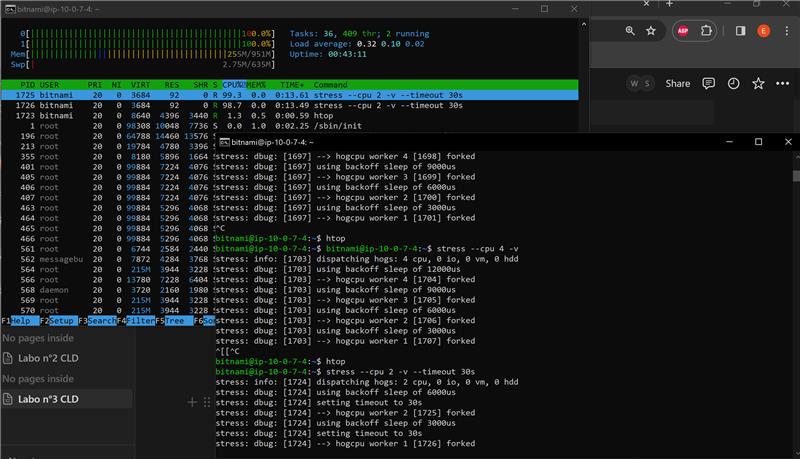 bitnami@ip-10-0-7-4: ~
0[||||||||||||||||||||||||||||||||||||||||100.0%] Tasks: 36, 409 thr; 2 running
1[||||||||||||||||||||||||||||||||||||||||100.0%] Load average: 0.32 0.10 0.02
Mem[||||||||||||||||||||||||||||||||||255M/951M] Uptime: 00:43:11
Swp[| 2.75M/635M]
PID USER PRI NI VIRT RES SHR S CPU% MEM% TIME+ Command
1725 bitnami 20 0 3684 92 0 R 99.3 0.0 0:13.61 stress --cpu 2 -v --timeout 30s
1726 bitnami 20 0 3684 92 0 R 98.7 0.0 0:13.49 stress --cpu 2 -v --timeout 30s
1723 bitnami 20 0 8640 4396 3440 R 1.3 0.5 0:00.59 htop
1 root 20 0 98308 10048 7736 S 0.0 1.0 0:02.25 /sbin/init
196 root 20 0 64788 14460 13576 S
213 root 20 0 19784 4780 3396 S
355 root 20 0 8180 5896 1664 S
401 root 20 0 99884 7224 4076 S
405 root 20 0 99884 7224 4076 S
407 root 20 0 99884 7224 4076 S
463 root 20 0 99884 5296 4068 S
464 root 20 0 99884 5296 4068 S
465 root 20 0 99884 5296 4068 S
466 root 20 0 99884 5296 4068 S
561 root 20 0 6744 2584 2440 S
562 messagebu 20 0 7872 4284 3768 S
564 root 20 0 215M 3944 3228 S
566 root 20 0 13780 7228 6404 S
568 daemon 20 0 3720 2160 1980 S
569 root 20 0 215M 3944 3228 S
570 root 20 0 215M 3944 3228 S
F1Help F2Setup F3Search F4Filter F5Tree F6So
No pages inside
Labo n°2 CLD
No pages inside
Labo n°3 CLD
ABP
E
W S
Share
bitnami@ip-10-0-7-4: ~
stress: dbug: [1697] --> hogcpu worker 4 [1698] forked
stress: dbug: [1697] using backoff sleep of 9000us
stress: dbug: [1697] --> hogcpu worker 3 [1699] forked
stress: dbug: [1697] using backoff sleep of 6000us
stress: dbug: [1697] --> hogcpu worker 2 [1700] forked
stress: dbug: [1697] using backoff sleep of 3000us
stress: dbug: [1697] --> hogcpu worker 1 [1701] forked
^C
bitnami@ip-10-0-7-4:~$ htop
bitnami@ip-10-0-7-4:~$ bitnami@ip-10-0-7-4:~$ stress --cpu 4 -v
stress: info: [1703] dispatching hogs: 4 cpu, 0 io, 0 vm, 0 hdd
stress: dbug: [1703] using backoff sleep of 12000us
stress: dbug: [1703] --> hogcpu worker 4 [1704] forked
stress: dbug: [1703] using backoff sleep of 9000us
stress: dbug: [1703] --> hogcpu worker 3 [1705] forked
stress: dbug: [1703] using backoff sleep of 6000us
stress: dbug: [1703] --> hogcpu worker 2 [1706] forked
stress: dbug: [1703] using backoff sleep of 3000us
stress: dbug: [1703] --> hogcpu worker 1 [1707] forked
^[[^C
bitnami@ip-10-0-7-4:~$ htop
bitnami@ip-10-0-7-4:~$ stress --cpu 2 -v --timeout 30s
stress: info: [1724] dispatching hogs: 2 cpu, 0 io, 0 vm, 0 hdd
stress: dbug: [1724] using backoff sleep of 6000us
stress: dbug: [1724] setting timeout to 30s
stress: dbug: [1724] --> hogcpu worker 2 [1725] forked
stress: dbug: [1724] using backoff sleep of 3000us
stress: dbug: [1724] setting timeout to 30s
stress: dbug: [1724] --> hogcpu worker 1 [1726] forked